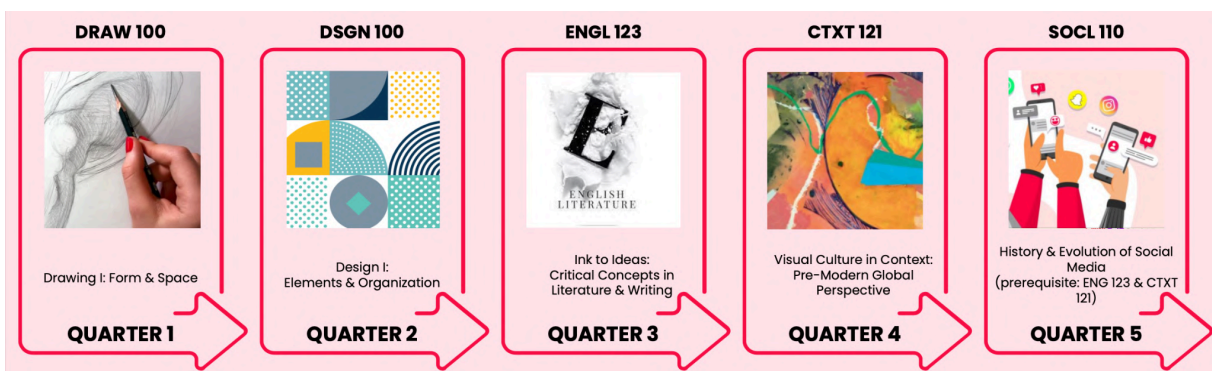 DRAW 100
DSGN 100
ENGL 123
CTXT 121
SOCL 110
E
ENGLISH
LITERATURE
Drawing I: Form & Space
Design I:
Elements & Organization
Ink to Ideas:
Critical Concepts in
Literature & Writing
Visual Culture in Context:
Pre-Modern Global
Perspective
History & Evolution of Social
Media
(prerequisite: ENG 123 & CTXT
121)
QUARTER 1
QUARTER 2
QUARTER 3
QUARTER 4
QUARTER 5